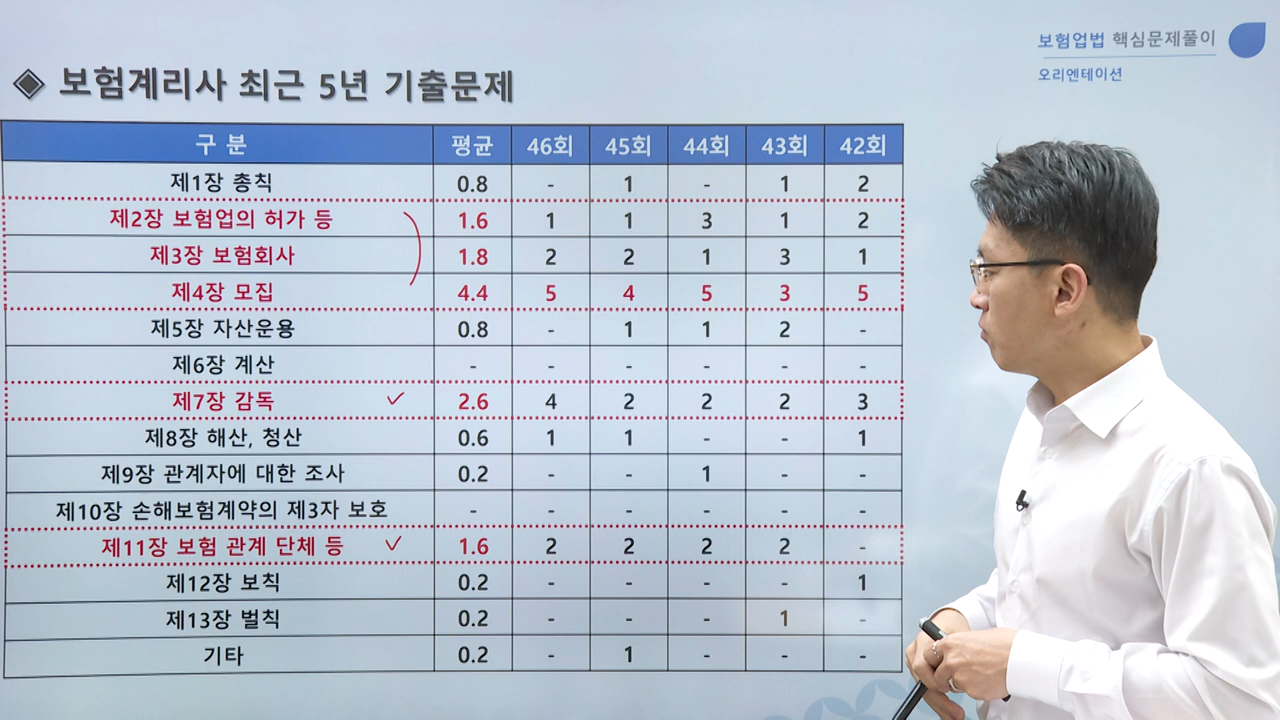 보험업법 핵심문제풀이
오리엔테이션
◈ 보험계리사 최근 5년 기출문제
구 분 평균 46회 45회 44회 43회 42회
제1장 총칙 0.8 - 1 - 1 2
제2장 보험업의 허가 등 1.6 1 1 3 1 2
제3장 보험회사 1.8 2 2 1 3 1
제4장 모집 4.4 5 4 5 3 5
제5장 자산운용 0.8 - 1 1 2 -
제6장 계산 - - - - - -
제7장 감독 2.6 4 2 2 2 3
제8장 해산, 청산 0.6 1 1 - - 1
제9장 관계자에 대한 조사 0.2 - - 1 - -
제10장 손해보험계약의 제3자 보호 - - - - - -
제11장 보험 관계 단체 등 1.6 2 2 2 2 -
제12장 보칙 0.2 - - - - 1
제13장 벌칙 0.2 - - - 1 -
기타 0.2 - 1 - - -